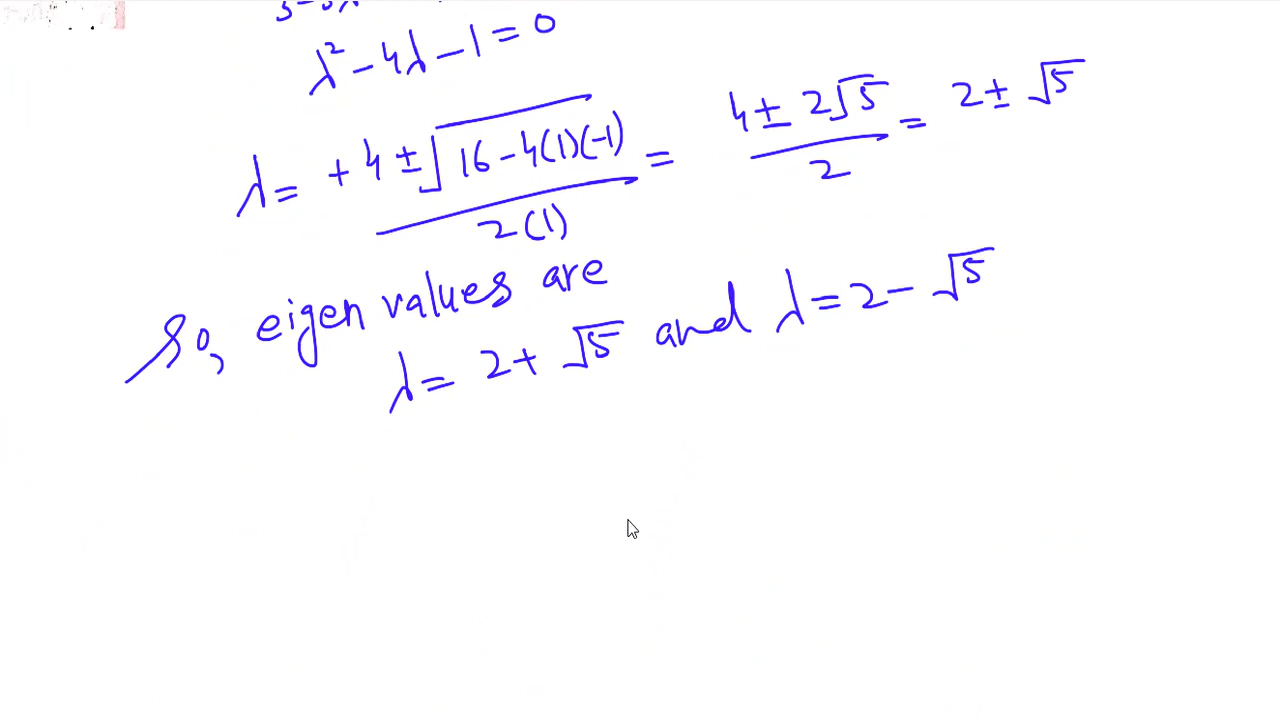 λ² - 4λ - 1 = 0
λ = +4 ± √16 - 4(1)(-1) / 2(1) = 4 ± 2√5 / 2 = 2 ± √5
So, eigen values are
λ = 2 + √5 and λ = 2 - √5